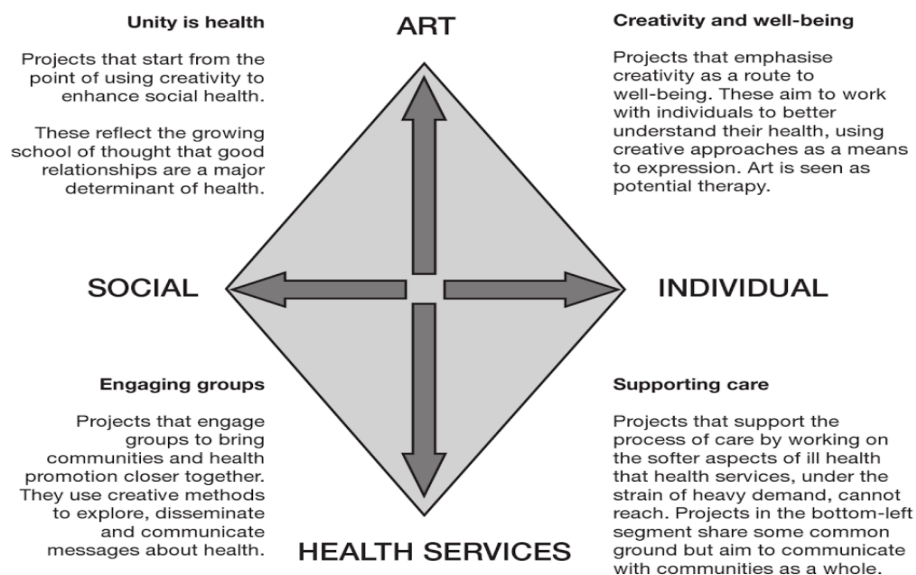 ART
Unity is health
Projects that start from the
point of using creativity to
enhance social health.
These reflect the growing
school of thought that good
relationships are a major
determinant of health.
Creativity and well-being
Projects that emphasise
creativity as a route to
well-being. These aim to work
with individuals to better
understand their health, using
creative approaches as a means
to expression. Art is seen as
potential therapy.
SOCIAL
INDIVIDUAL
Engaging groups
Projects that engage
groups to bring
communities and health
promotion closer together.
They use creative methods
to explore, disseminate
and communicate
messages about health.
Supporting care
Projects that support the
process of care by working on
the softer aspects of ill health
that health services, under the
strain of heavy demand, cannot
reach. Projects in the bottom-left
segment share some common
ground but aim to communicate
with communities as a whole.
HEALTH SERVICES